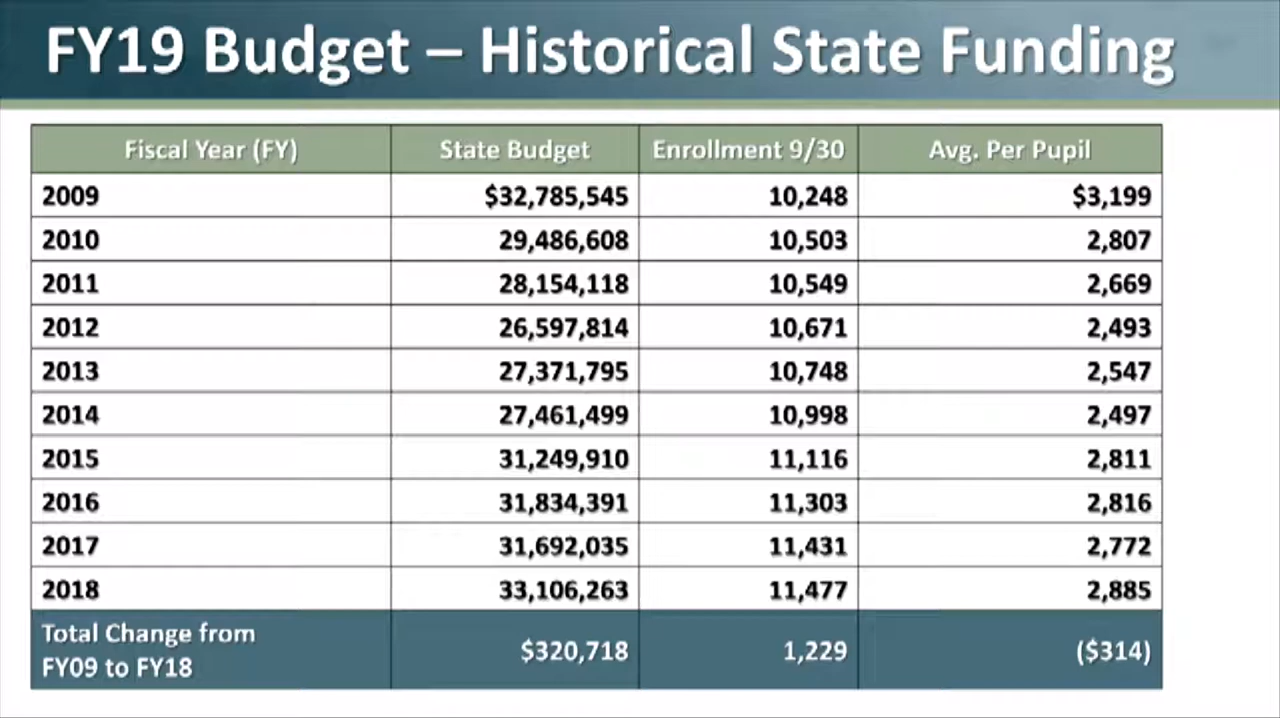 FY19 Budget – Historical State Funding
Fiscal Year (FY) State Budget Enrollment 9/30 Avg. Per Pupil
2009 $32,785,545 10,248 $3,199
2010 29,486,608 10,503 2,807
2011 28,154,118 10,549 2,669
2012 26,597,814 10,671 2,493
2013 27,371,795 10,748 2,547
2014 27,461,499 10,998 2,497
2015 31,249,910 11,116 2,811
2016 31,834,391 11,303 2,816
2017 31,692,035 11,431 2,772
2018 33,106,263 11,477 2,885
Total Change from
FY09 to FY18 $320,718 1,229 ($314)